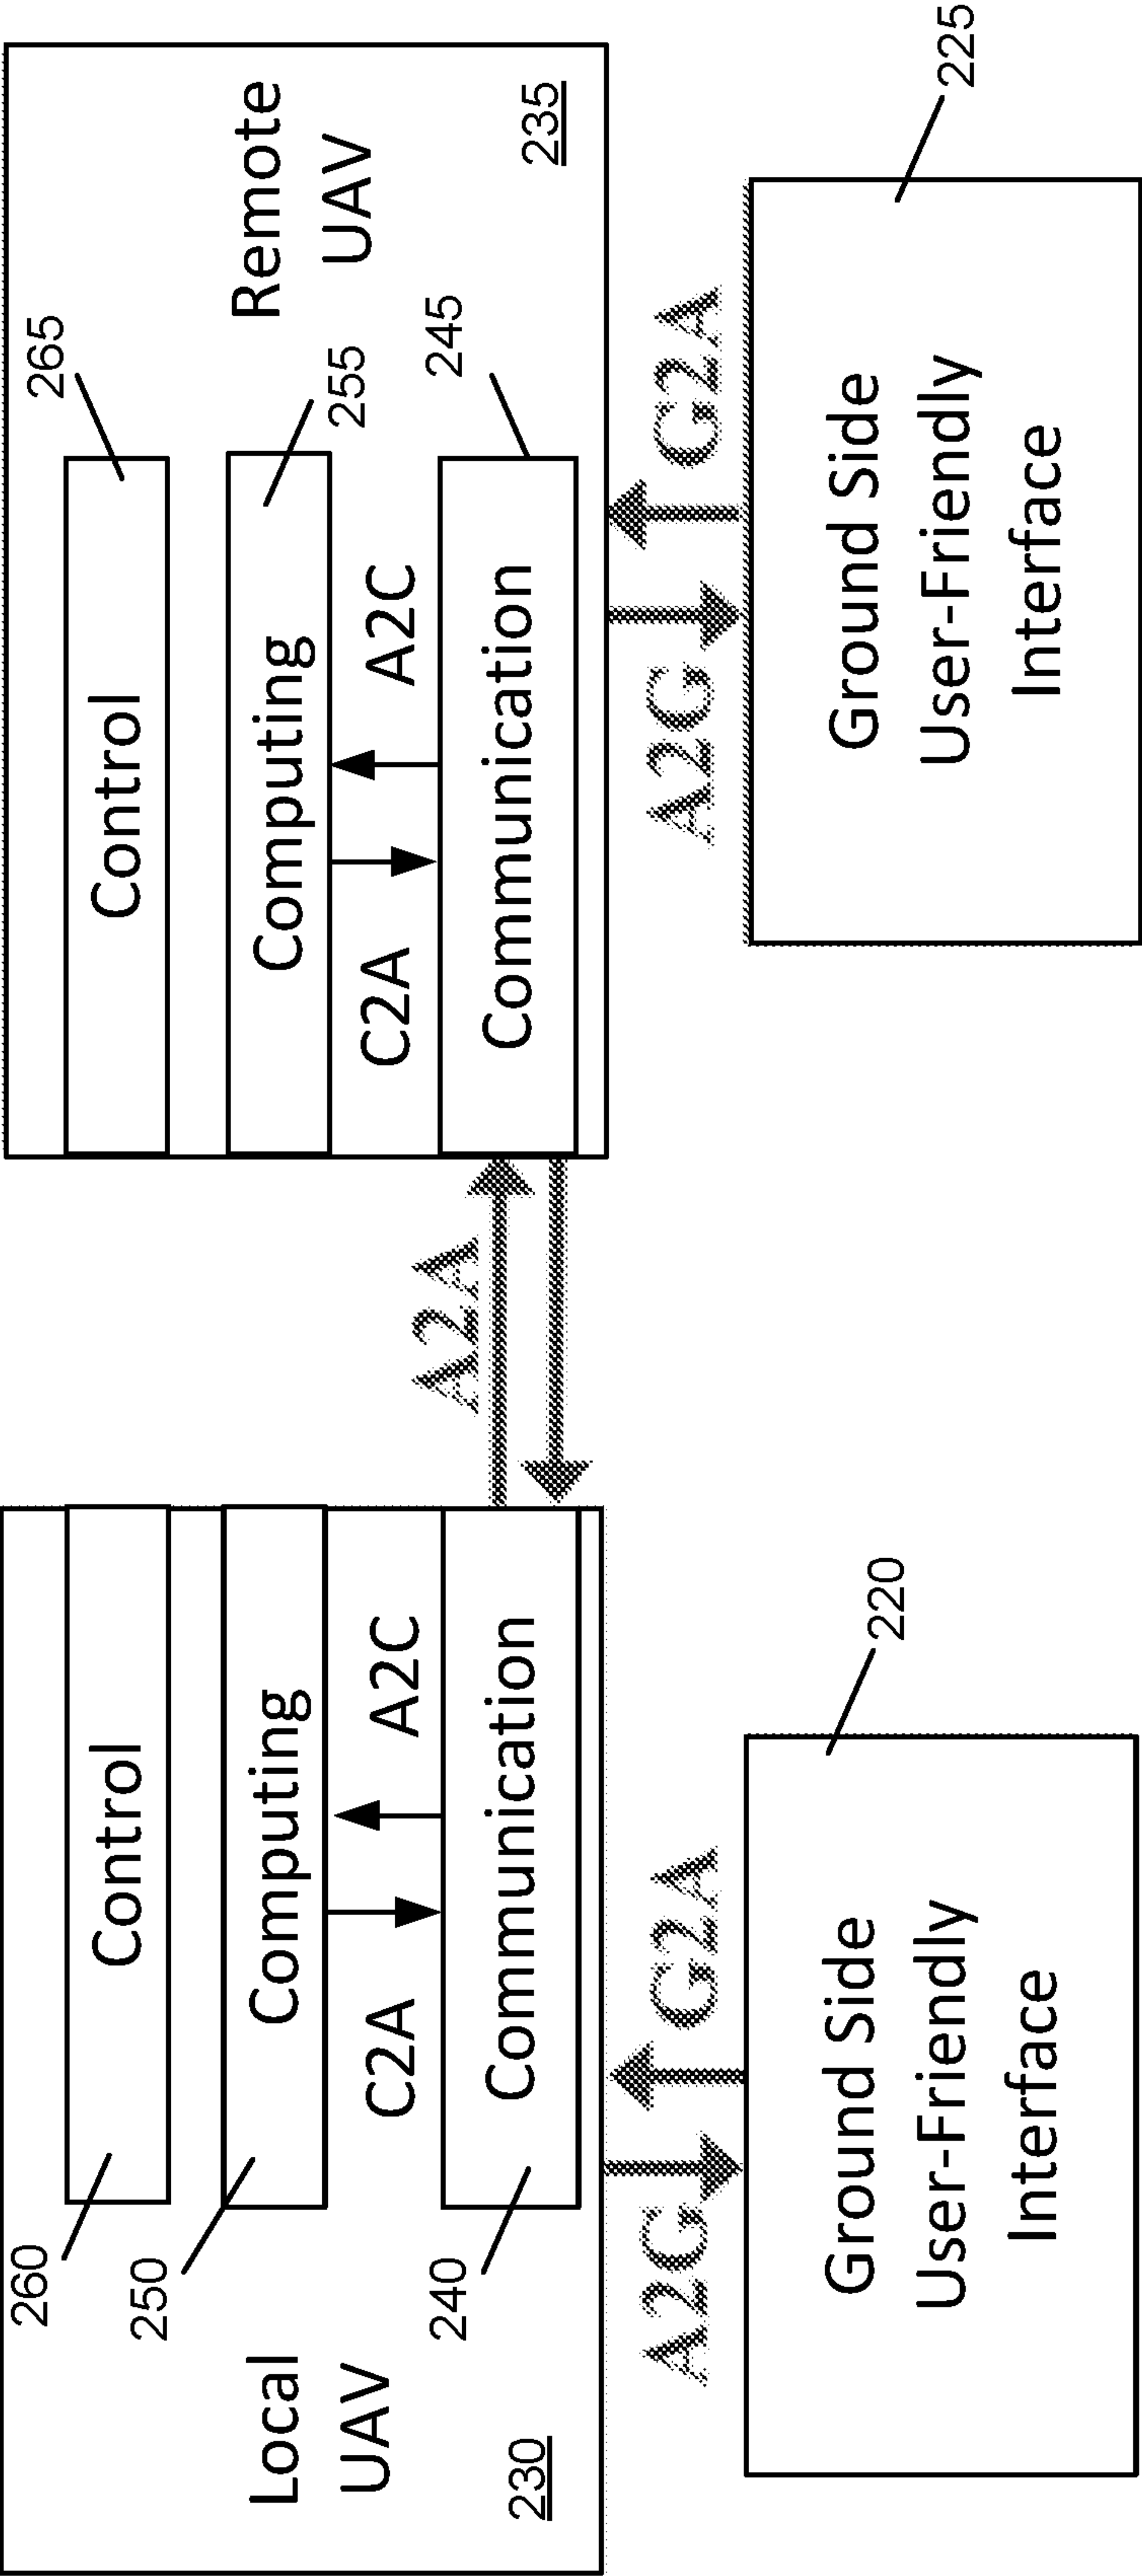 260
Control
250
Computing
C2A
A2C
240
Communication
Local
UAV
230
A2A
265
Control
Computing
255
C2A
A2C
245
Communication
Remote
UAV
235
A2G
G2A
A2G
G2A
220
Ground Side
User-Friendly
Interface
225
Ground Side
User-Friendly
Interface